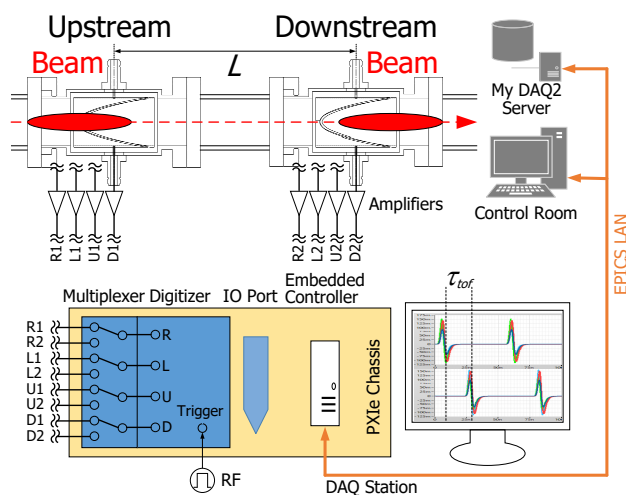 Upstream
Downstream
Beam
L
Beam
My DAQ2
Server
Control Room
Amplifiers
R1
L1
U1
D1
R2
L2
U2
D2
EPICS LAN
Embedded
Controller
Multiplexer Digitizer
IO Port
τtof
R1
R2
L1
L2
U1
U2
D1
D2
R
L
U
D
Trigger
PXIe Chassis
RF
DAQ Station